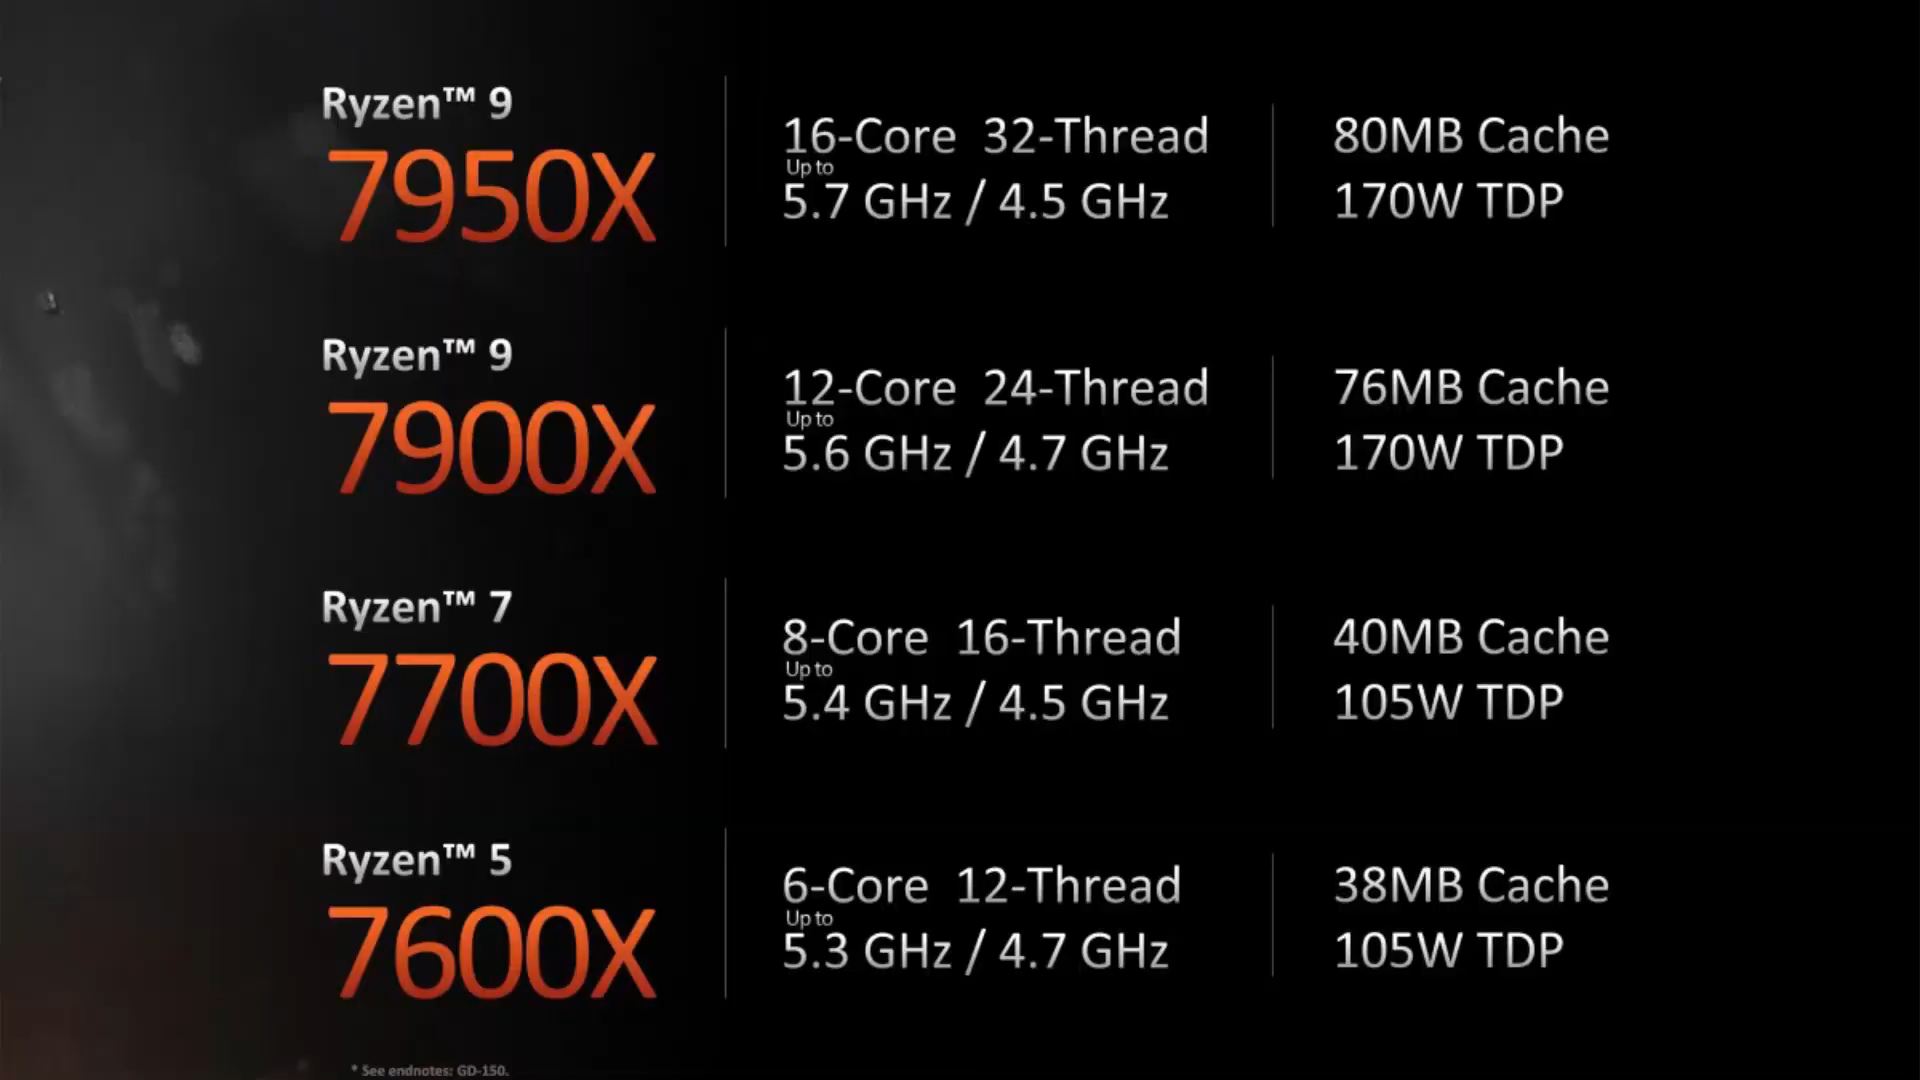 Ryzen™ 9
7950X
16-Core 32-Thread
Up to
5.7 GHz / 4.5 GHz
80MB Cache
170W TDP
Ryzen™ 9
7900X
12-Core 24-Thread
Up to
5.6 GHz / 4.7 GHz
76MB Cache
170W TDP
Ryzen™ 7
7700X
8-Core 16-Thread
Up to
5.4 GHz / 4.5 GHz
40MB Cache
105W TDP
Ryzen™ 5
7600X
6-Core 12-Thread
Up to
5.3 GHz / 4.7 GHz
38MB Cache
105W TDP
* See endnotes: GD-150.